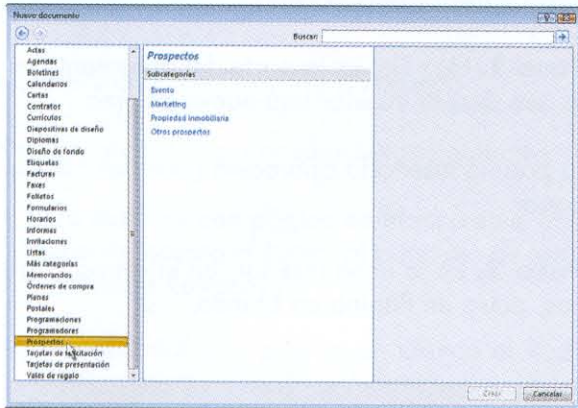 Nuevo documento
Buscar:
Actas
Agendas
Boletines
Calendarios
Cartas
Contratos
Currículos
Diapositivas de diseño
Diplomas
Diseño de fondo
Etiquetas
Facturas
Faxes
Folletos
Formularios
Horarios
Informes
Invitaciones
Listas
Más categorías
Memorandos
Órdenes de compra
Planes
Postales
Programaciones
Programadores
Prospectos
Tarjetas de felicitación
Tarjetas de presentación
Vales de regalo
Prospectos
Subcategorías
Evento
Marketing
Propiedad inmobiliaria
Otros prospectos
Crear
Cancelar